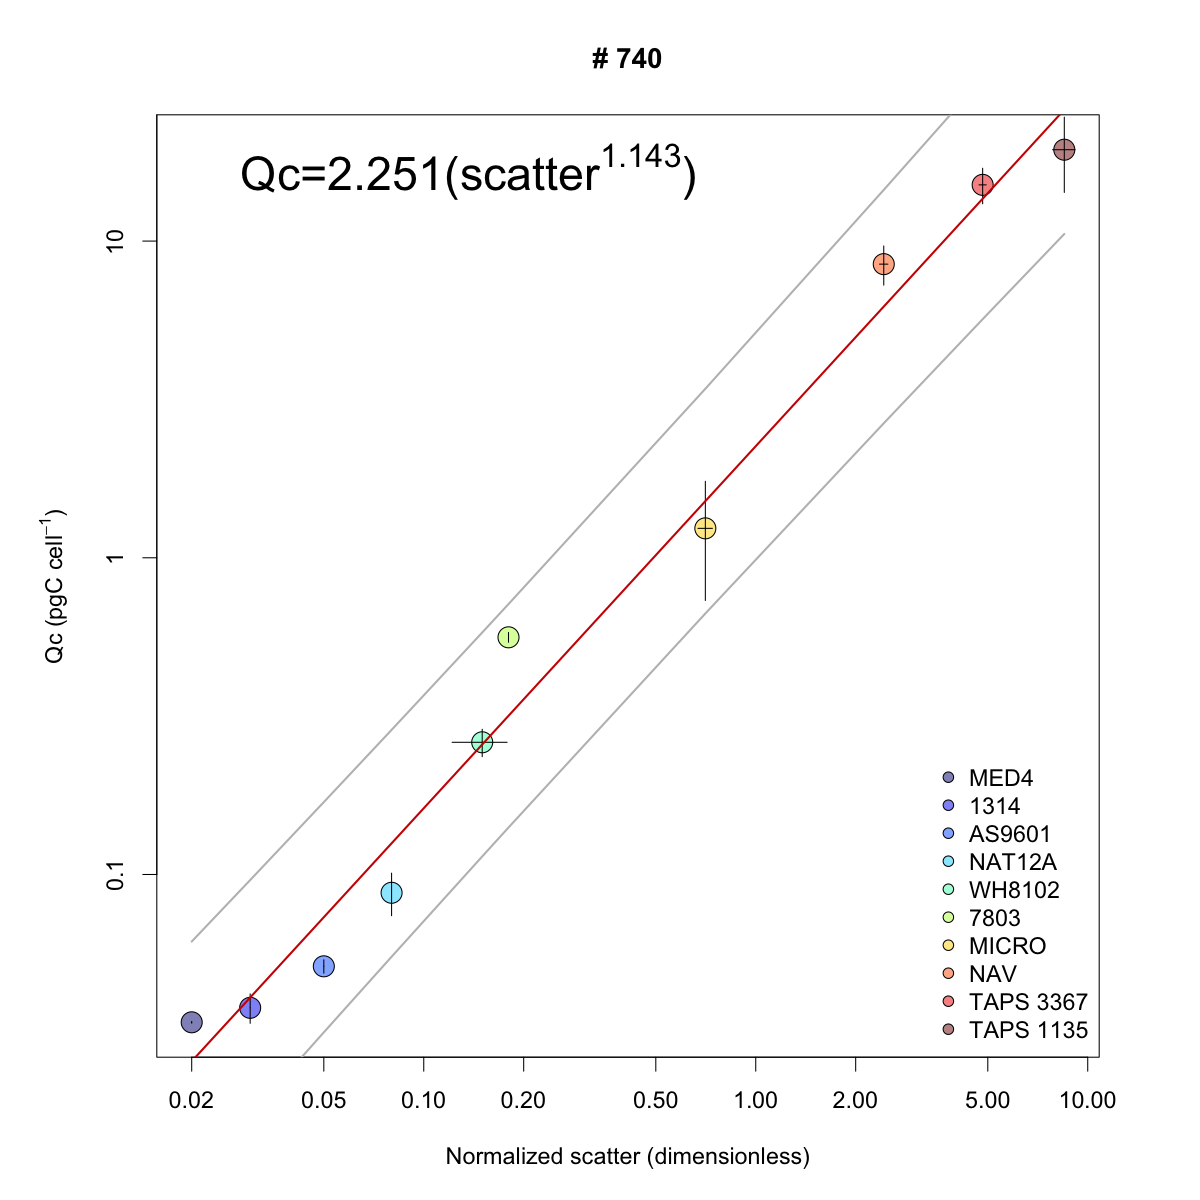 # 740
Qc=2.251(scatter^1.143)
Qc (pgC cell^−1)
10
1
0.1
MED4
1314
AS9601
NAT12A
WH8102
7803
MICRO
NAV
TAPS 3367
TAPS 1135
0.02 0.05 0.10 0.20 0.50 1.00 2.00 5.00 10.00
Normalized scatter (dimensionless)